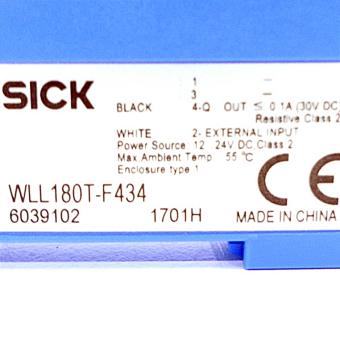 1
3
SICK
BLACK 4-Q OUT ≤ 0.1A (30V DC)
Resistive Class 2
WHITE 2- EXTERNAL INPUT
Power Source 12 24V DC, Class 2
Max. Ambient Temp 55 °C
Enclosure type 1
WLL180T-F434
CE
6039102 1701H MADE IN CHINA